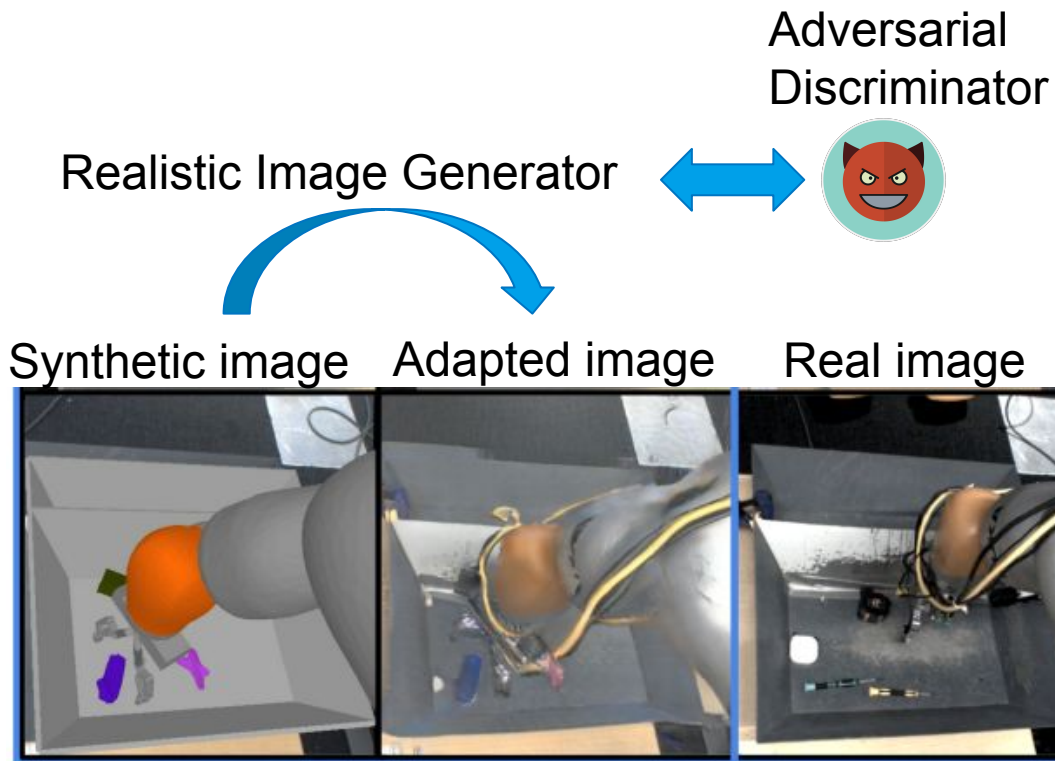 Adversarial
Discriminator
Realistic Image Generator
Synthetic image
Adapted image
Real image